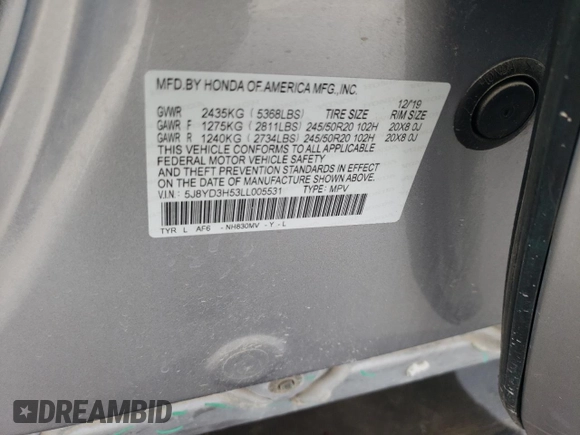 MFD.BY HONDA OF AMERICA MFG.,INC.
12/19
GVWR 2435KG ( 5368LBS) TIRE SIZE RIM SIZE
GAWR F 1275KG ( 2811LBS) 245/50R20 102H 20X8.0J
GAWR R 1240KG ( 2734LBS) 245/50R20 102H 20X8.0J
THIS VEHICLE CONFORMS TO ALL APPLICABLE
FEDERAL MOTOR VEHICLE SAFETY
AND THEFT PREVENTION STANDARDS IN EFFECT
ON THE DATE OF MANUFACTURE SHOWN ABOVE.
V.I.N.: 5J8YD3H53LL005531 TYPE: MPV
TYR L AF6 -NH830MV -Y-L
DREAMBID